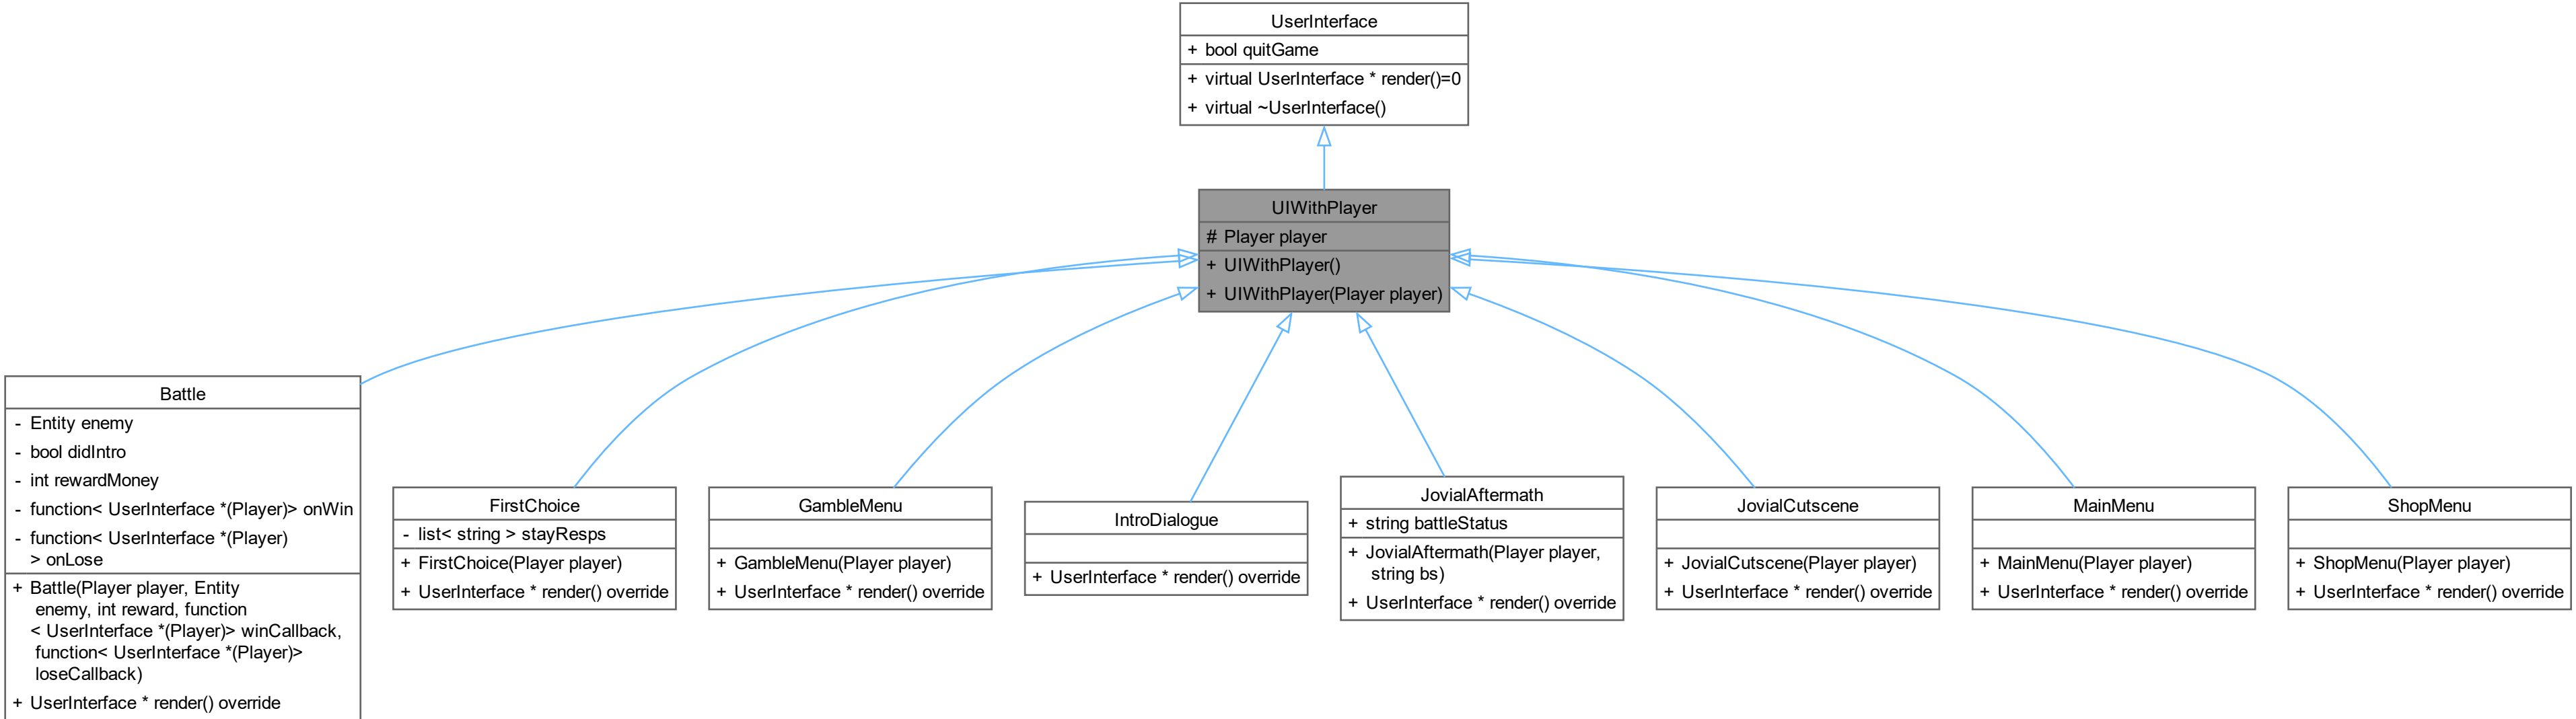 UserInterface
+ bool quitGame
+ virtual UserInterface * render()=0
+ virtual ~UserInterface()
UIWithPlayer
# Player player
+ UIWithPlayer()
+ UIWithPlayer(Player player)
Battle
- Entity enemy
- bool didIntro
- int rewardMoney
- function< UserInterface *(Player)> onWin
- function< UserInterface *(Player)
> onLose
+ Battle(Player player, Entity
enemy, int reward, function
< UserInterface *(Player)> winCallback,
function< UserInterface *(Player)>
loseCallback)
+ UserInterface * render() override
FirstChoice
- list< string > stayResps
+ FirstChoice(Player player)
+ UserInterface * render() override
GambleMenu
+ GambleMenu(Player player)
+ UserInterface * render() override
IntroDialogue
+ UserInterface * render() override
JovialAftermath
+ string battleStatus
+ JovialAftermath(Player player,
string bs)
+ UserInterface * render() override
JovialCutscene
+ JovialCutscene(Player player)
+ UserInterface * render() override
MainMenu
+ MainMenu(Player player)
+ UserInterface * render() override
ShopMenu
+ ShopMenu(Player player)
+ UserInterface * render() override